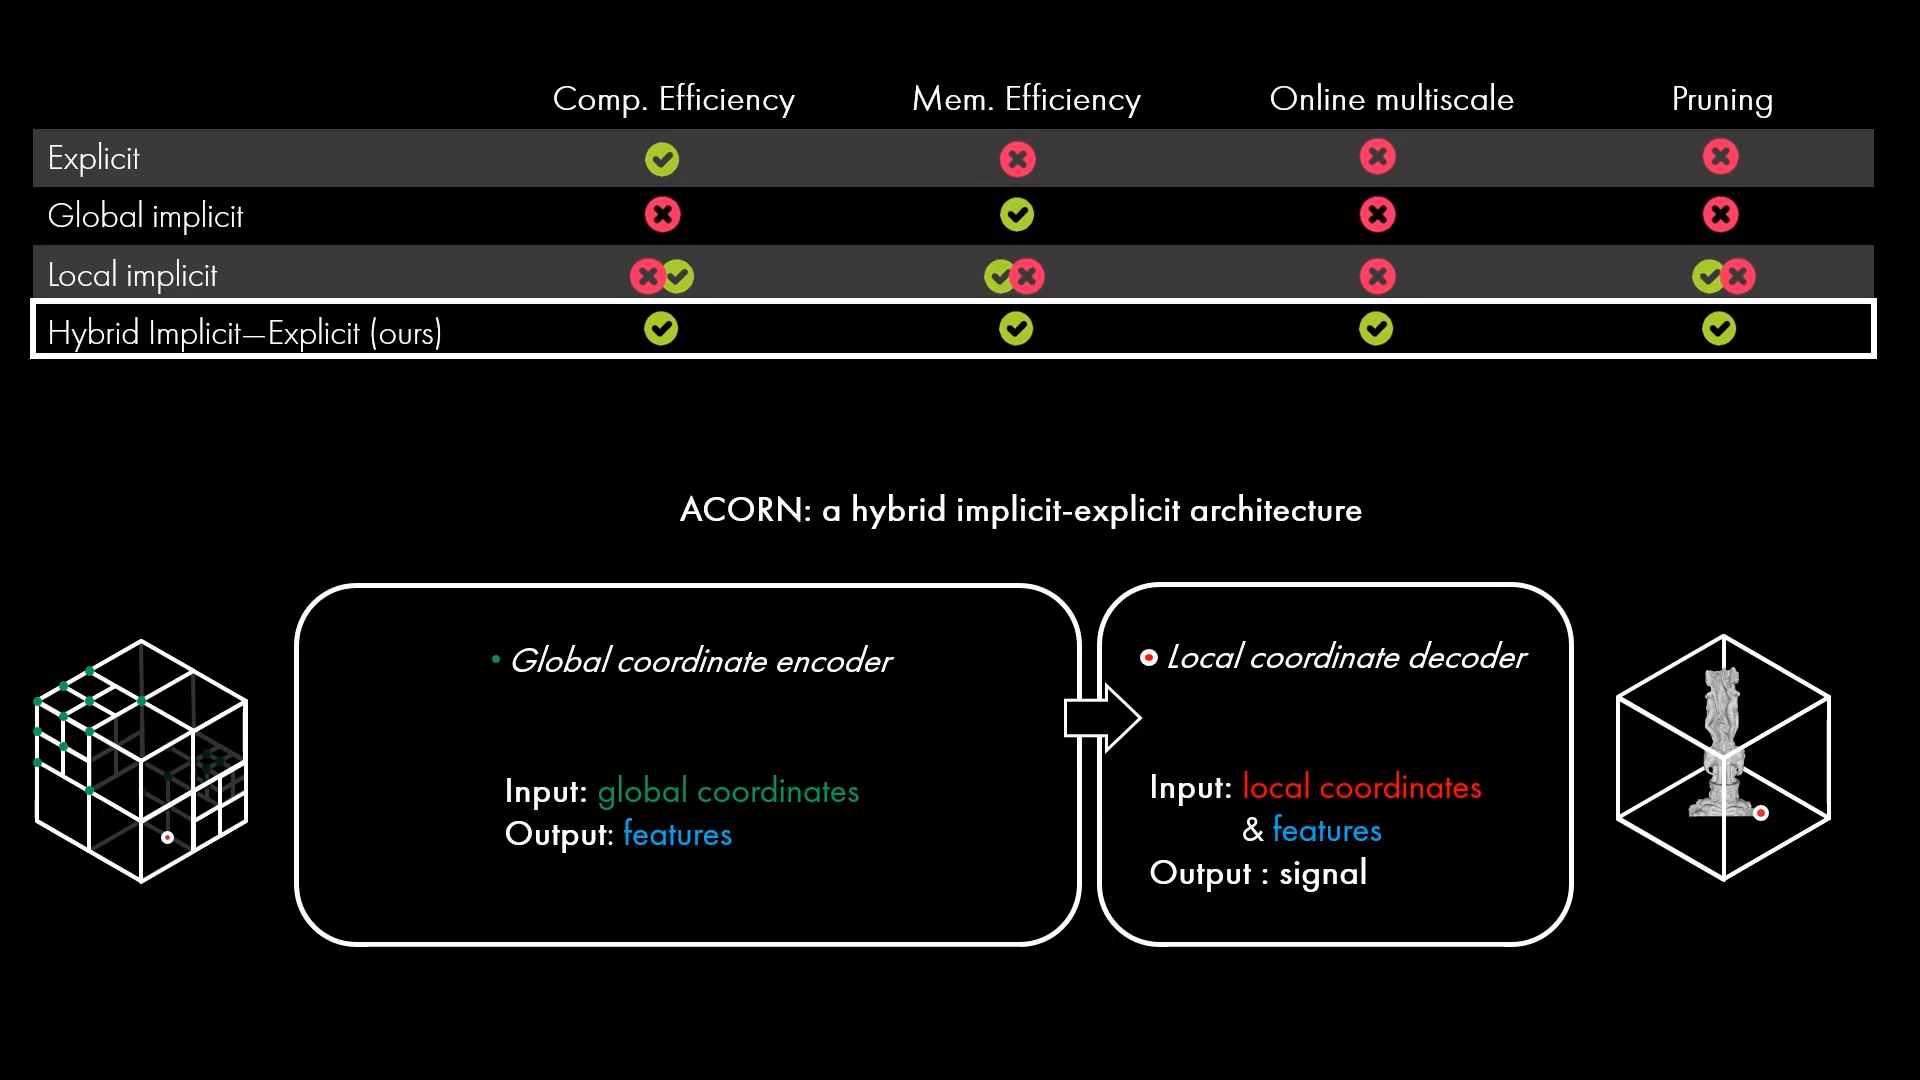 Comp. Efficiency Mem. Efficiency Online multiscale Pruning
Explicit
Global implicit
Local implicit
Hybrid Implicit—Explicit (ours)
ACORN: a hybrid implicit-explicit architecture
Global coordinate encoder
Input: global coordinates
Output: features
Local coordinate decoder
Input: local coordinates
& features
Output : signal